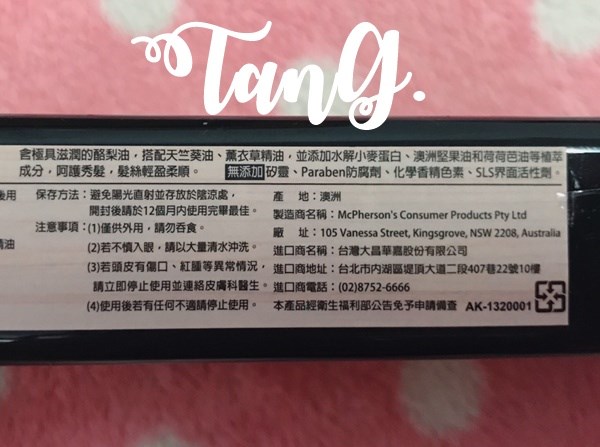 TanG.
含極具滋潤的酪梨油，搭配天竺葵油、薰衣草精油，並添加水解小麥蛋白、澳洲堅果油和荷荷芭油等植萃
成分，呵護秀髮，髮絲輕盈柔順。 無添加 矽靈、Paraben防腐劑、化學香精色素、SLS界面活性劑。
後用
油
保存方法：避免陽光直射並存放於陰涼處，
開封後請於12個月內使用完畢最佳。
注意事項：(1)僅供外用，請勿吞食。
(2)若不慎入眼，請以大量清水沖洗。
(3)若頭皮有傷口、紅腫等異常情況，
請立即停止使用並連絡皮膚科醫生。
(4)使用後若有任何不適請停止使用。
產　地：澳洲
製造商名稱：McPherson's Consumer Products Pty Ltd
廠　址：105 Vanessa Street, Kingsgrove, NSW 2208, Australia
進口商名稱：台灣大昌華嘉股份有限公司
進口商地址：台北市內湖區堤頂大道二段407巷22號10樓
進口商電話：(02)8752-6666
本產品經衛生福利部公告免予申請備查 AK-1320001